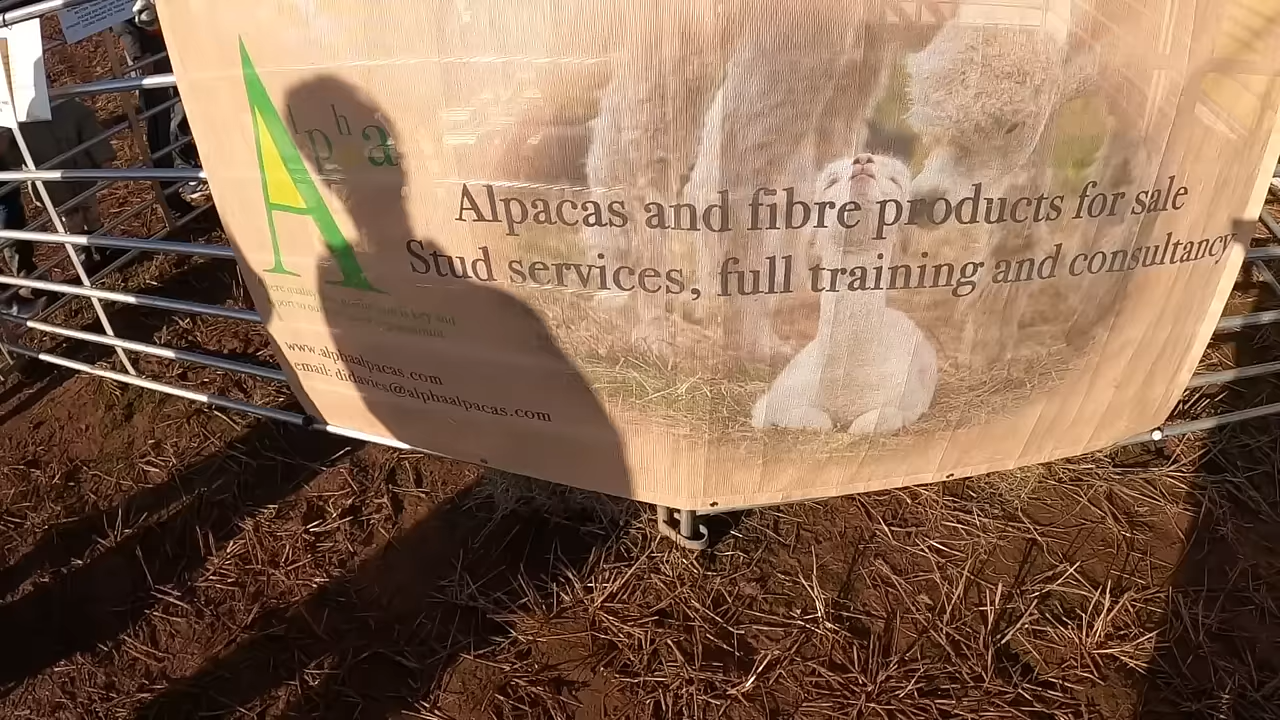 Alpha
Alpacas and fibre products for sale
Stud services, full training and consultancy
www.alphaalpacas.com
email: didavies@alphaalpacas.com